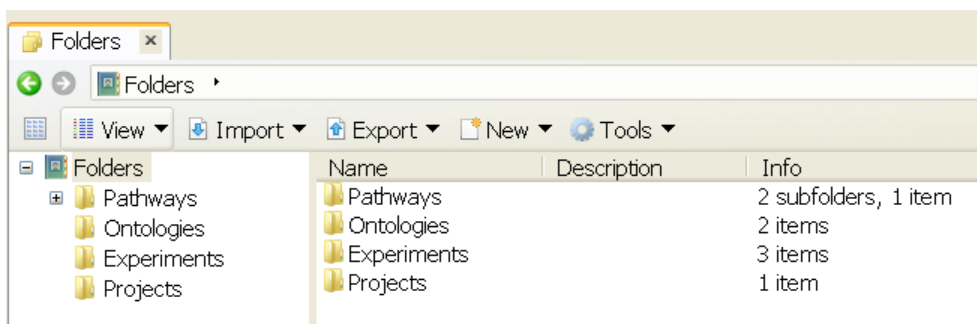 Folders ×
Folders
View Import Export New Tools
Folders Name Description Info
Pathways Pathways 2 subfolders, 1 item
Ontologies Ontologies 2 items
Experiments Experiments 3 items
Projects Projects 1 item